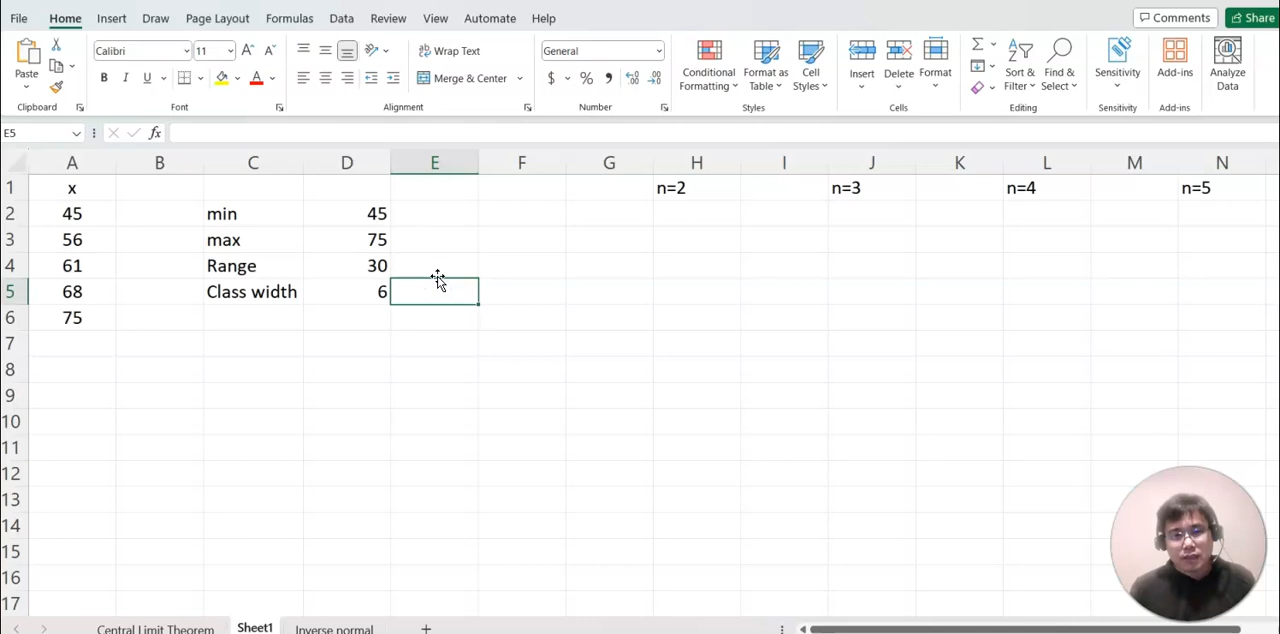 File Home Insert Draw Page Layout Formulas Data Review View Automate Help Comments Share
Calibri 11 Wrap Text General
Paste B I U Merge & Center $ % Conditional Formatting Format as Table Cell Styles Insert Delete Format Sort & Filter Find & Select Sensitivity Add-ins Analyze Data
Clipboard Font Alignment Number Styles Cells Editing Sensitivity Add-ins
E5 fx
A B C D E F G H I J K L M N
1 x n=2 n=3 n=4 n=5
2 45 min 45
3 56 max 75
4 61 Range 30
5 68 Class width 6
6 75
7
8
9
10
11
12
13
14
15
16
17
Central Limit Theorem Sheet1 Inverse normal +